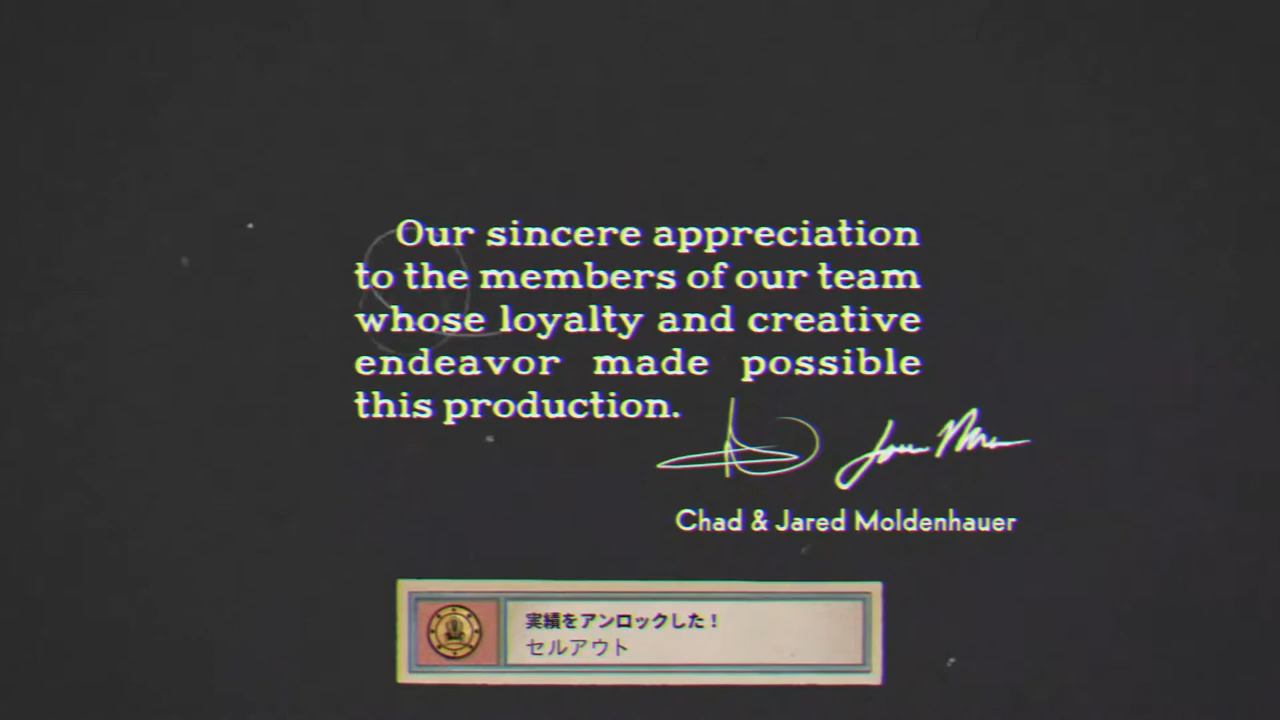 Our sincere appreciation
to the members of our team
whose loyalty and creative
endeavor made possible
this production.
Chad & Jared Moldenhauer
実績をアンロックした！
セルアウト